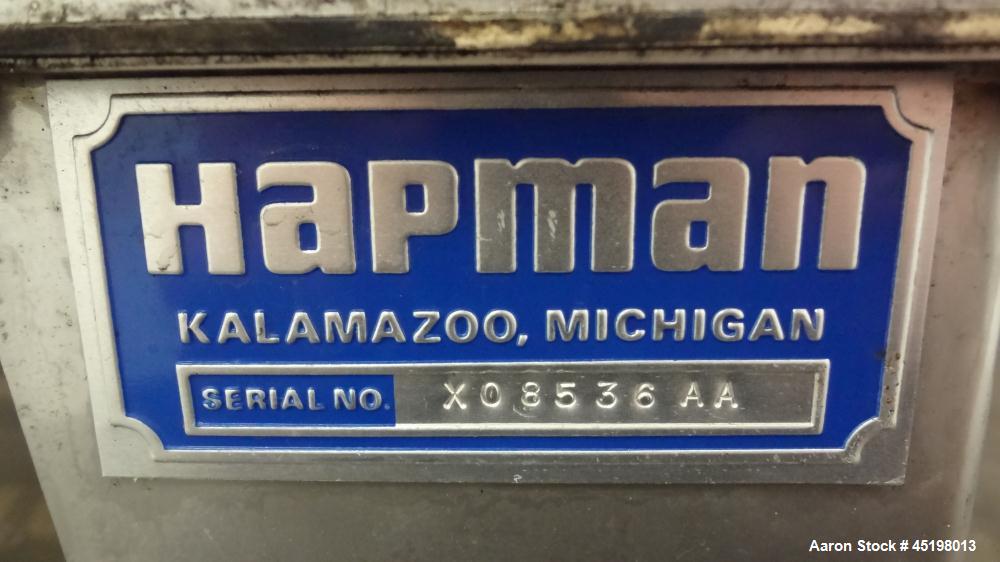 Hapman
KALAMAZOO, MICHIGAN
SERIAL NO. X08536 AA
Aaron Stock # 45198013